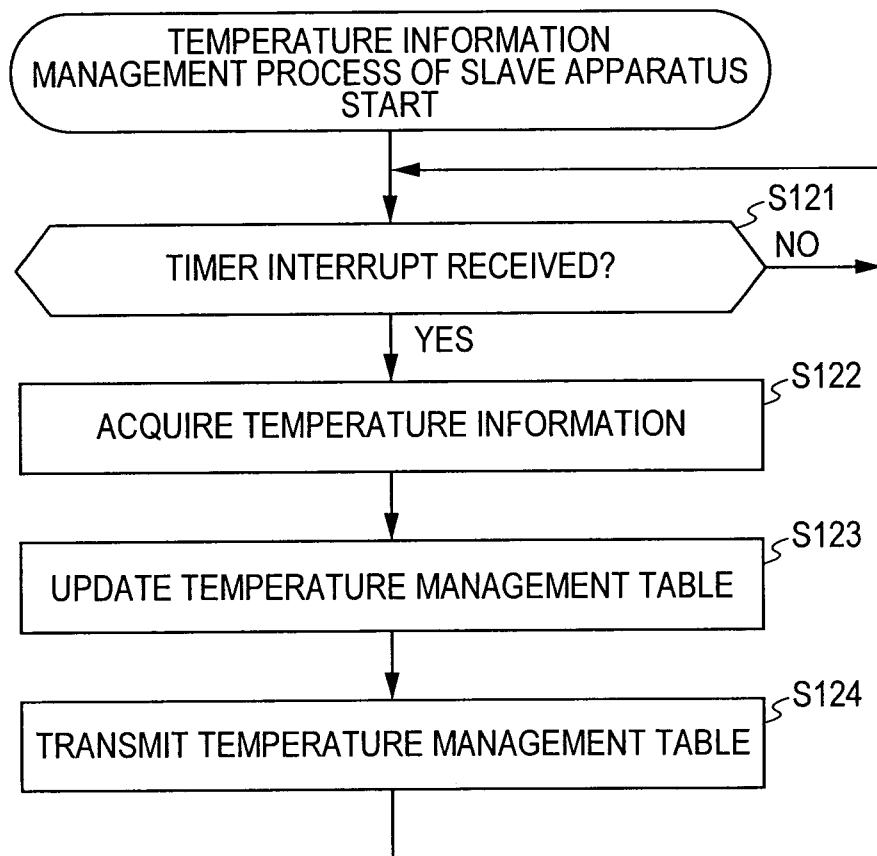 TEMPERATURE INFORMATION
MANAGEMENT PROCESS OF SLAVE APPARATUS
START
S121
TIMER INTERRUPT RECEIVED?
NO
YES
S122
ACQUIRE TEMPERATURE INFORMATION
S123
UPDATE TEMPERATURE MANAGEMENT TABLE
S124
TRANSMIT TEMPERATURE MANAGEMENT TABLE